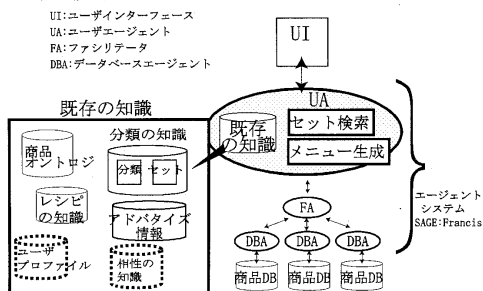 UI:ユーザインターフェース
UA:ユーザエージェント
FA:ファシリテータ
DBA:データベースエージェント
UI
UA
既存
の知識
セット検索
メニュー生成
既存の知識
商品
オントロジ
分類の知識
分類 セット
レシピ
の知識
アドバタイズ
情報
ユーザ
プロファイル
相性の
知識
FA
DBA DBA DBA
商品DB 商品DB 商品DB
エージェント
システム
SAGE:Francis